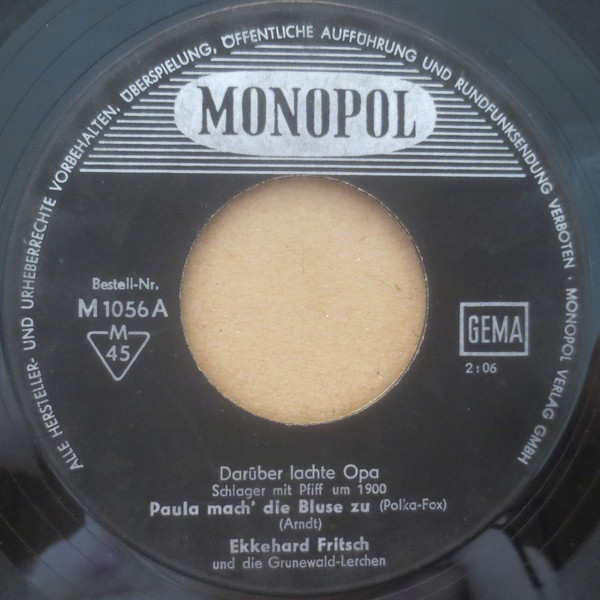 ALLE HERSTELLER- UND URHEBERRECHTE VORBEHALTEN, ÜBERSPIELUNG, ÖFFENTLICHE AUFFÜHRUNG UND RUNDFUNKSENDUNG VERBOTEN · MONOPOL VERLAG GMBH
MONOPOL
Bestell-Nr.
M 1056 A
M
45
GEMA
2:06
Darüber lachte Opa
Schlager mit Pfiff um 1900
Paula mach' die Bluse zu (Polka-Fox)
(Arndt)
Ekkehard Fritsch
und die Grunewald-Lerchen